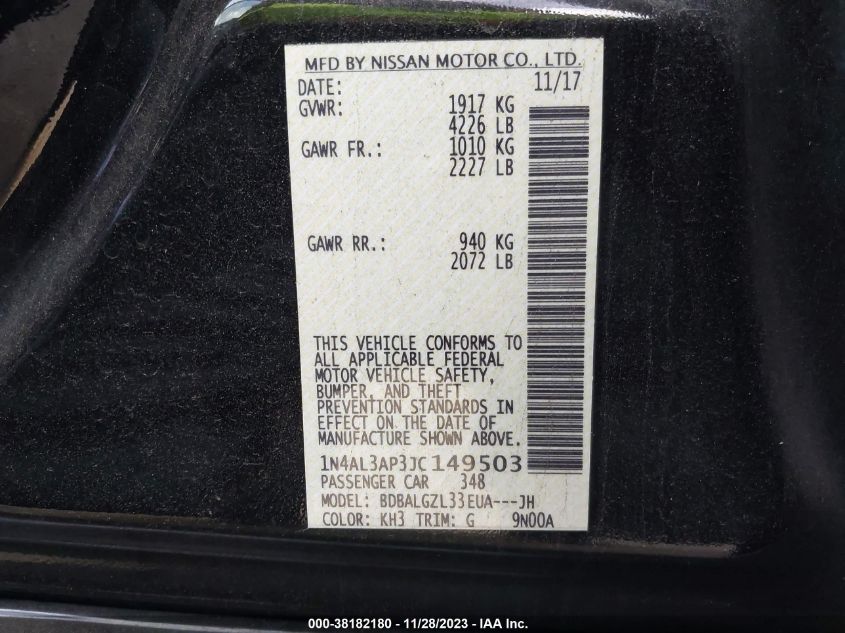 MFD BY NISSAN MOTOR CO., LTD.
DATE: 11/17
GVWR: 1917 KG
4226 LB
GAWR FR.: 1010 KG
2227 LB
GAWR RR.: 940 KG
2072 LB
THIS VEHICLE CONFORMS TO
ALL APPLICABLE FEDERAL
MOTOR VEHICLE SAFETY,
BUMPER, AND THEFT
PREVENTION STANDARDS IN
EFFECT ON THE DATE OF
MANUFACTURE SHOWN ABOVE.
1N4AL3AP3JC149503
PASSENGER CAR 348
MODEL: BDBALGZL33EUA---JH
COLOR: KH3 TRIM: G 9N00A
000-38182180 - 11/28/2023 - IAA Inc.